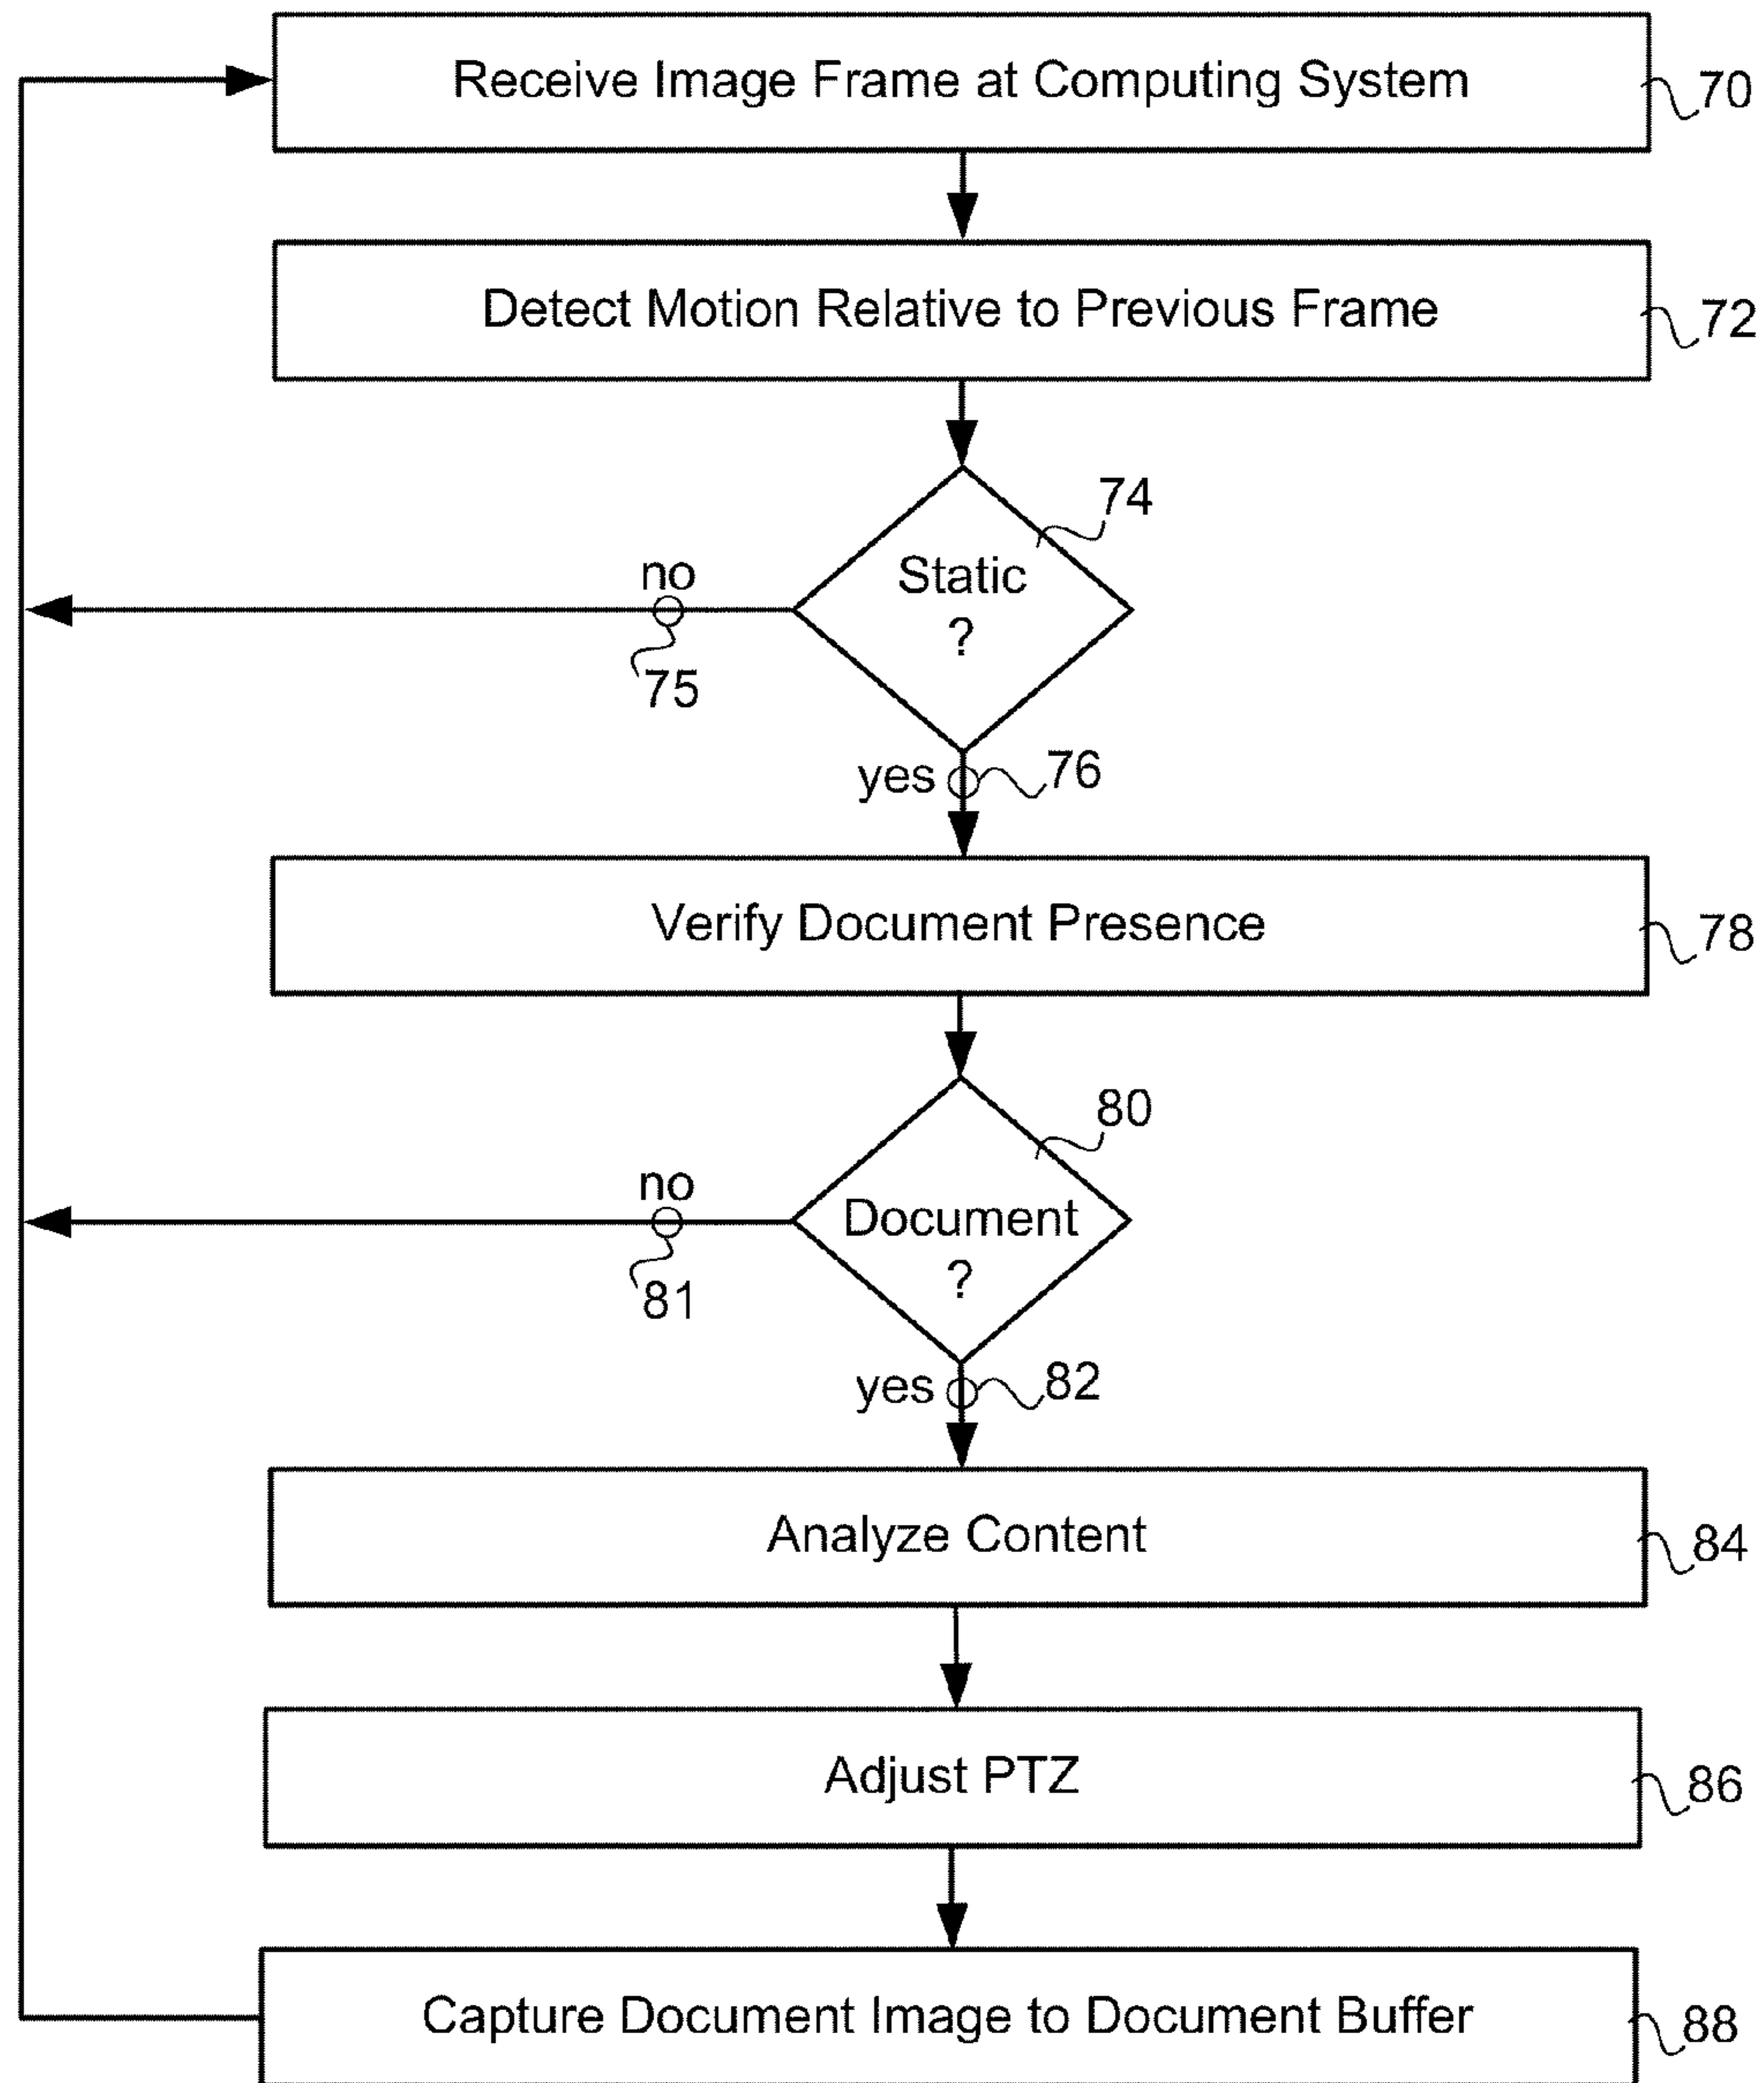 Receive Image Frame at Computing System
70
Detect Motion Relative to Previous Frame
72
74
Static
?
no
75
yes
76
Verify Document Presence
78
80
Document
?
no
81
yes
82
Analyze Content
84
Adjust PTZ
86
Capture Document Image to Document Buffer
88